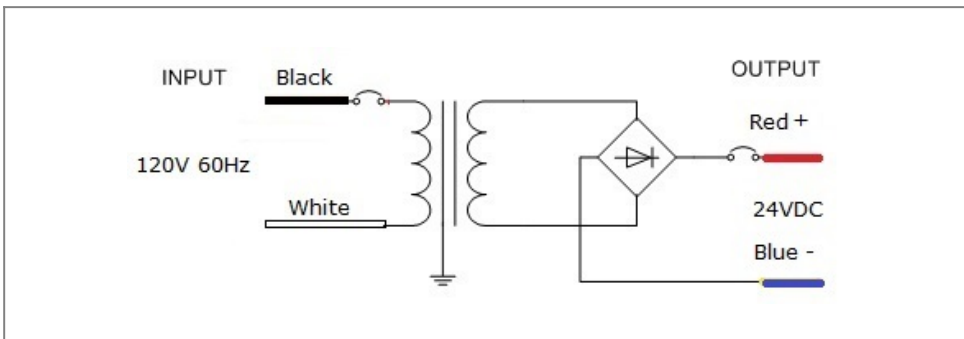 INPUT
Black
OUTPUT
Red +
120V 60Hz
White
24VDC
Blue -